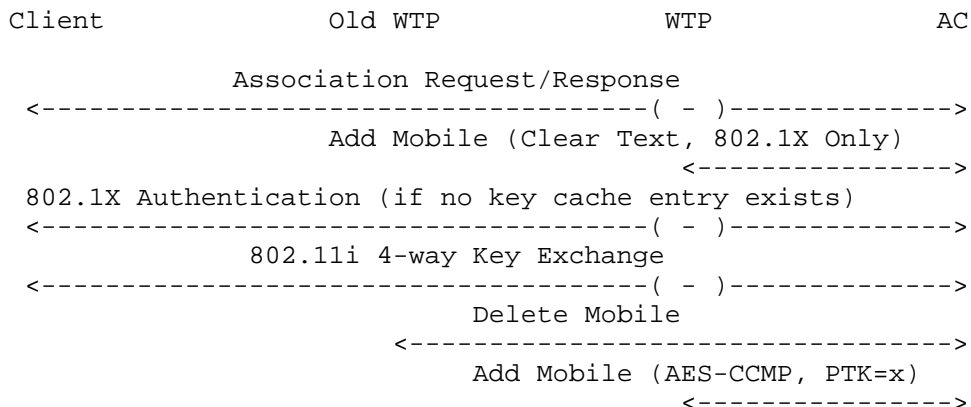 Client              Old WTP              WTP              AC
              Association Request/Response
 <--------------------------------------( - )-------------->
                    Add Mobile (Clear Text, 802.1X Only)
                                          <---------------->
 802.1X Authentication (if no key cache entry exists)
 <--------------------------------------( - )-------------->
               802.11i 4-way Key Exchange
 <--------------------------------------( - )-------------->
                             Delete Mobile
                        <---------------------------------->
                             Add Mobile (AES-CCMP, PTK=x)
                                          <---------------->